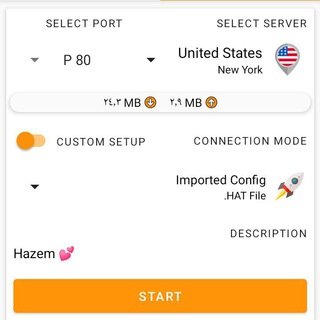 SELECT PORT
SELECT SERVER
P 80
United States
New York
٢٤,٣ MB
٢,٩ MB
CUSTOM SETUP
CONNECTION MODE
Imported Config
.HAT File
DESCRIPTION
Hazem 💕
START